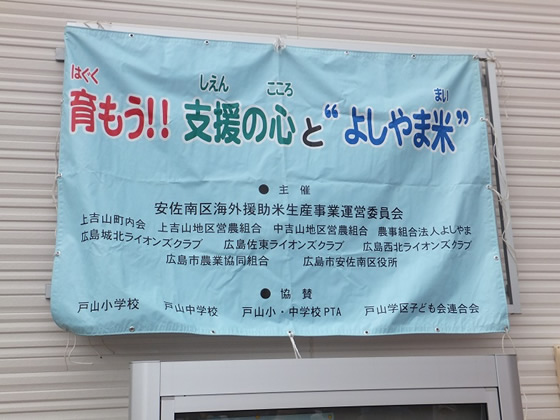 はぐく
しえん こころ まい
育もう!! 支援の心と“よしやま米”
● 主催
安佐南区海外援助米生産事業運営委員会
上吉山町内会 上吉山地区営農組合 中吉山地区営農組合 農事組合法人よしやま
広島城北ライオンズクラブ 広島佐東ライオンズクラブ 広島西北ライオンズクラブ
広島市農業協同組合 広島市安佐南区役所
● 協賛
戸山小学校 戸山中学校 戸山小・中学校PTA 戸山学区子ども会連合会